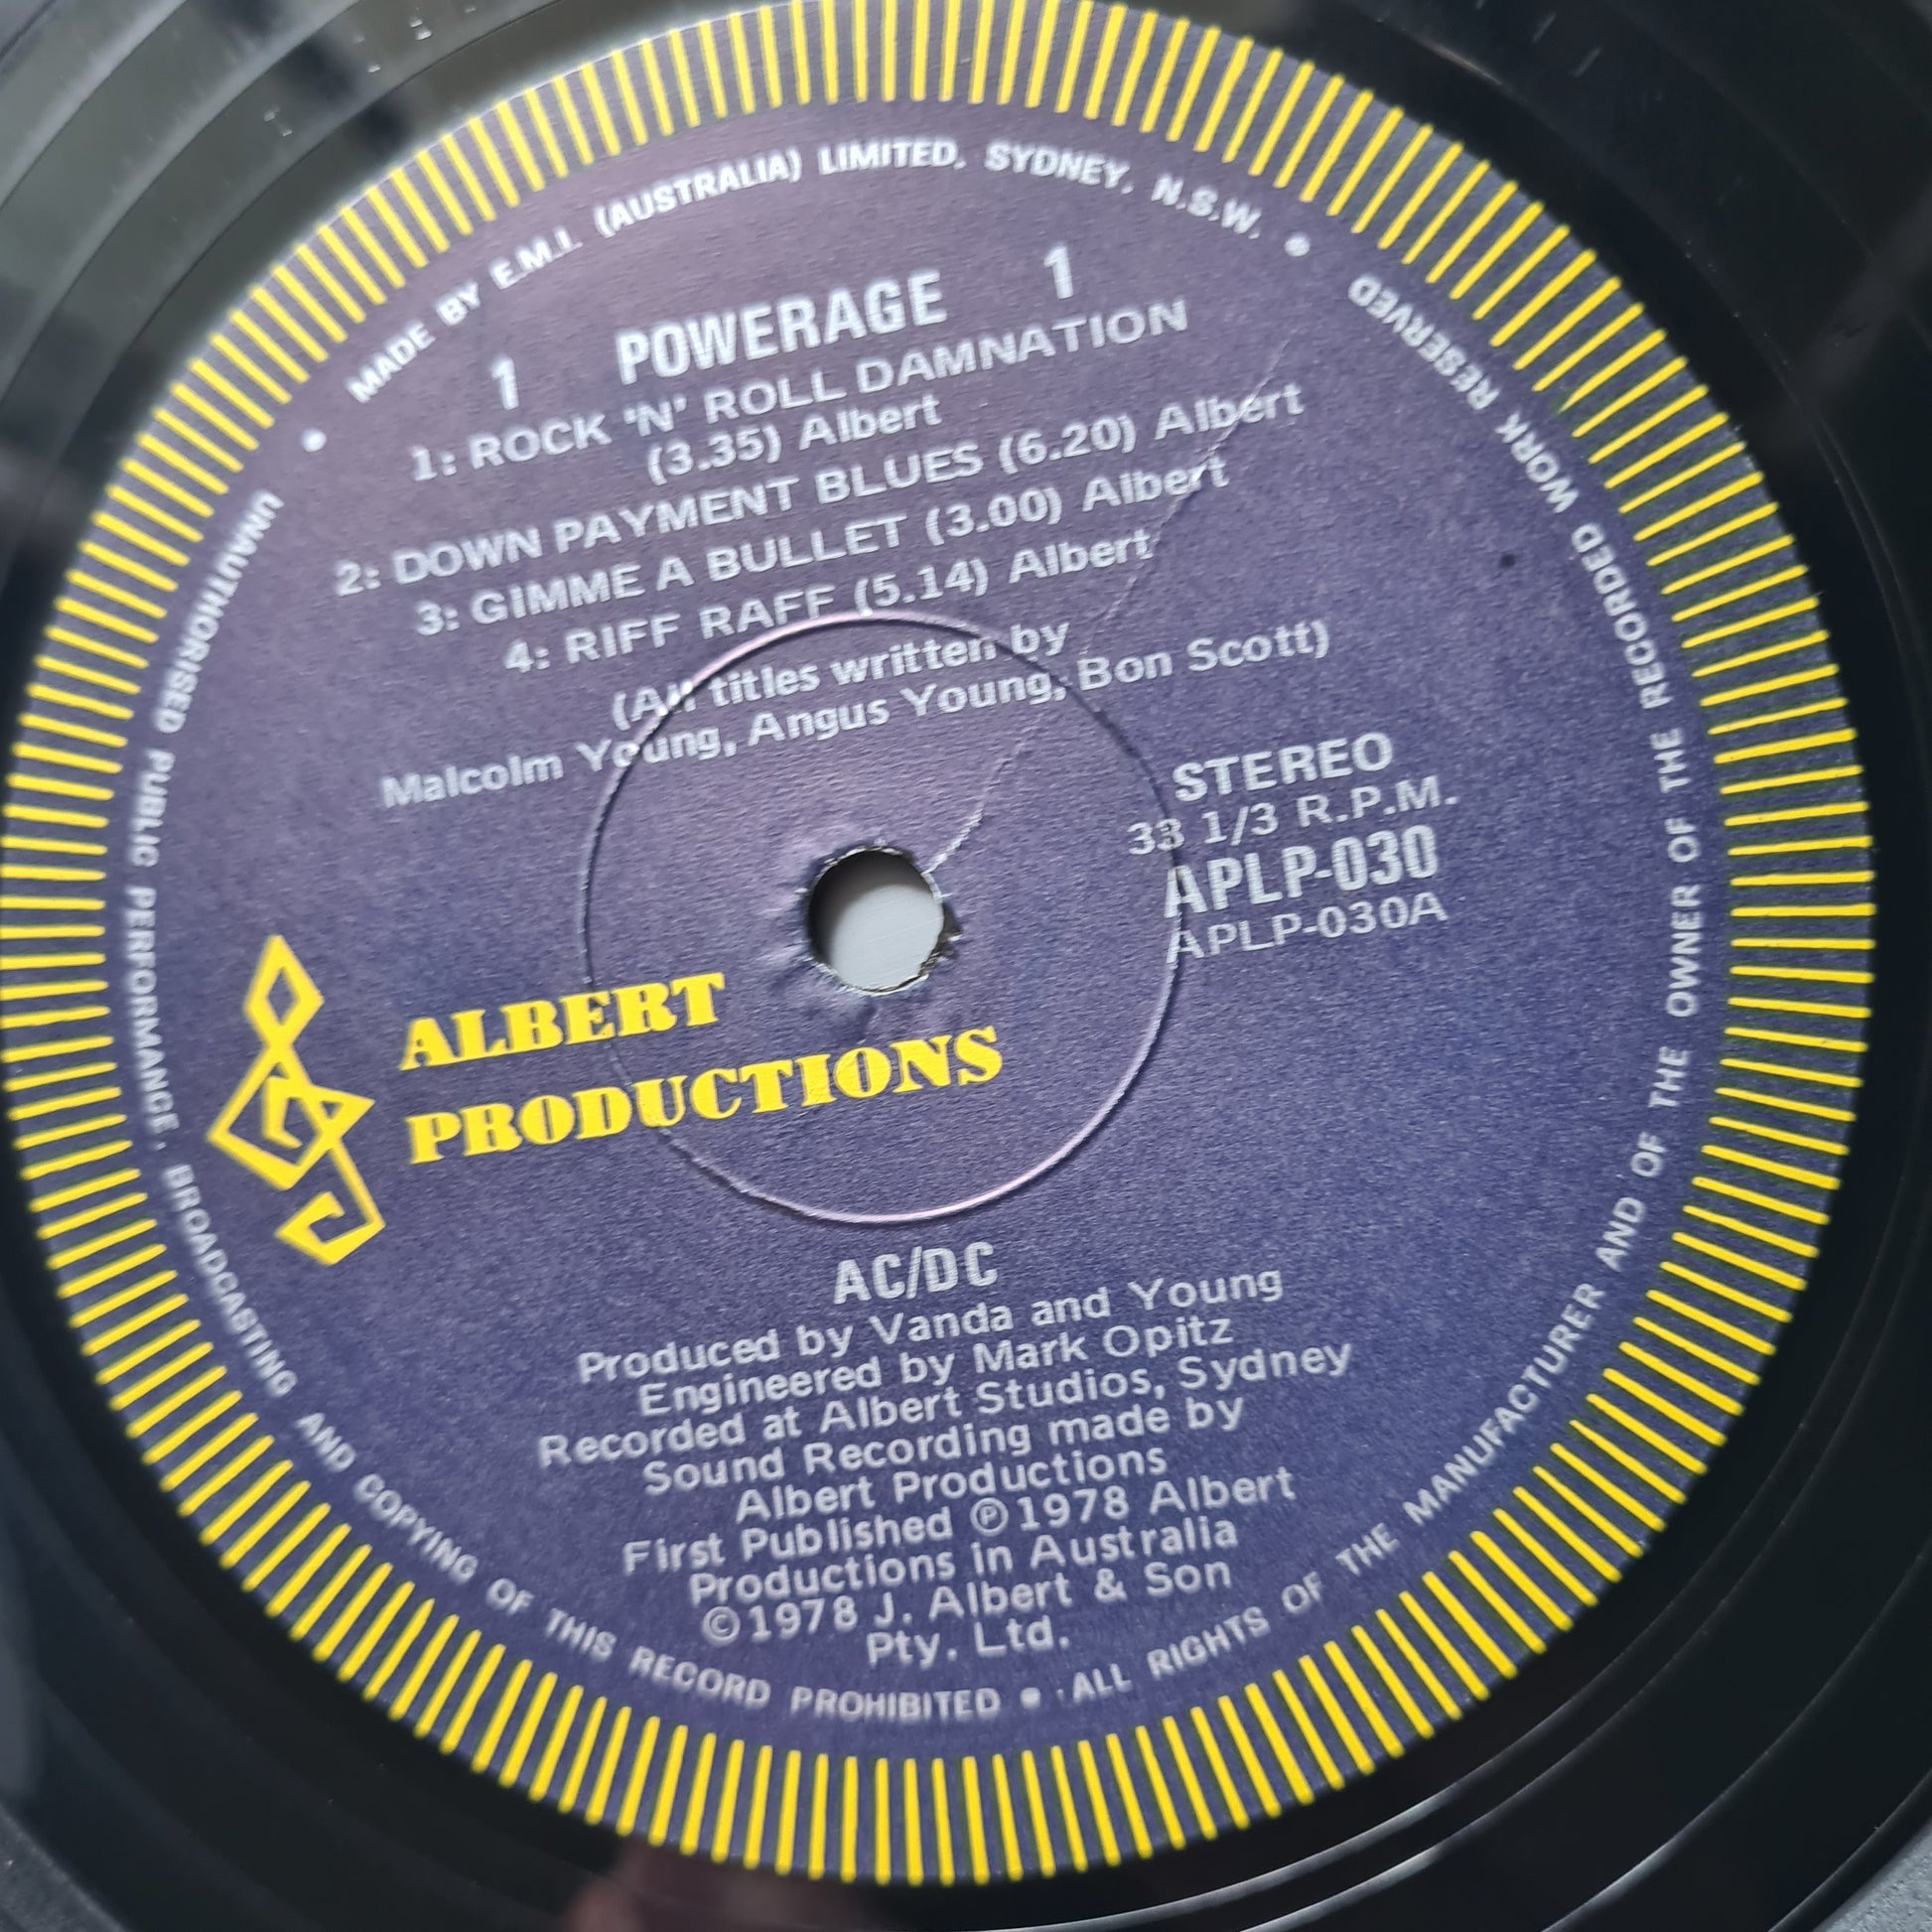 MADE BY E.M.I. (AUSTRALIA) LIMITED, SYDNEY, N.S.W. •
1 POWERAGE 1
1: ROCK 'N' ROLL DAMNATION
(3.35) Albert
2: DOWN PAYMENT BLUES (6.20) Albert
3: GIMME A BULLET (3.00) Albert
4: RIFF RAFF (5.14) Albert
(All titles written by
Malcolm Young, Angus Young, Bon Scott)
STEREO
33 1/3 R.P.M.
APLP-030
APLP-030A
ALBERT
PRODUCTIONS
AC/DC
Produced by Vanda and Young
Engineered by Mark Opitz
Recorded at Albert Studios, Sydney
Sound Recording made by
Albert Productions
First Published ℗1978 Albert
Productions in Australia
©1978 J. Albert & Son
Pty. Ltd.
UNAUTHORISED PUBLIC PERFORMANCE, BROADCASTING AND COPYING OF THIS RECORD PROHIBITED • ALL RIGHTS OF THE MANUFACTURER AND OF THE OWNER OF THE RECORDED WORK RESERVED